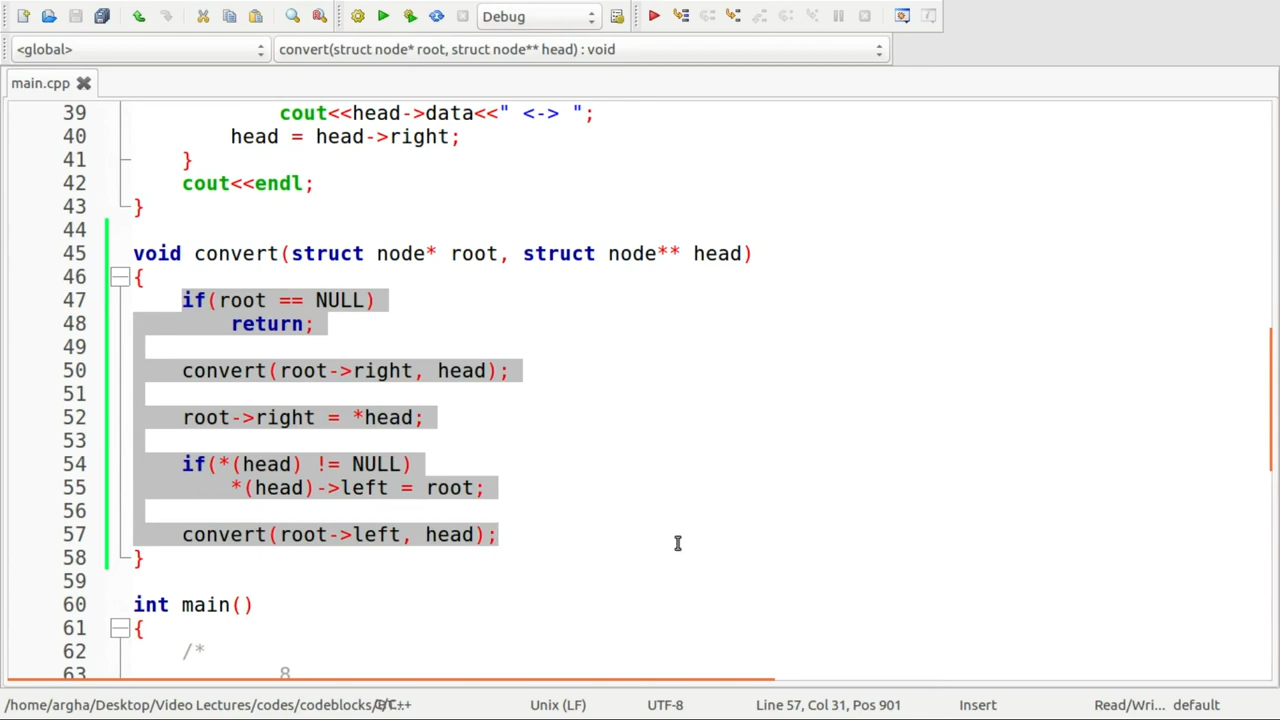 Debug
<global>
convert(struct node* root, struct node** head) : void
main.cpp
39 cout<<head->data<<" <-> ";
40 head = head->right;
41 }
42 cout<<endl;
43 }
44
45 void convert(struct node* root, struct node** head)
46 {
47 if(root == NULL)
48 return;
49
50 convert(root->right, head);
51
52 root->right = *head;
53
54 if(*(head) != NULL)
55 *(head)->left = root;
56
57 convert(root->left, head);
58 }
59
60 int main()
61 {
62 /*
63 8
/home/argha/Desktop/Video Lectures/codes/codeblocks/ Unix (LF) UTF-8 Line 57, Col 31, Pos 901 Insert Read/Wri... default